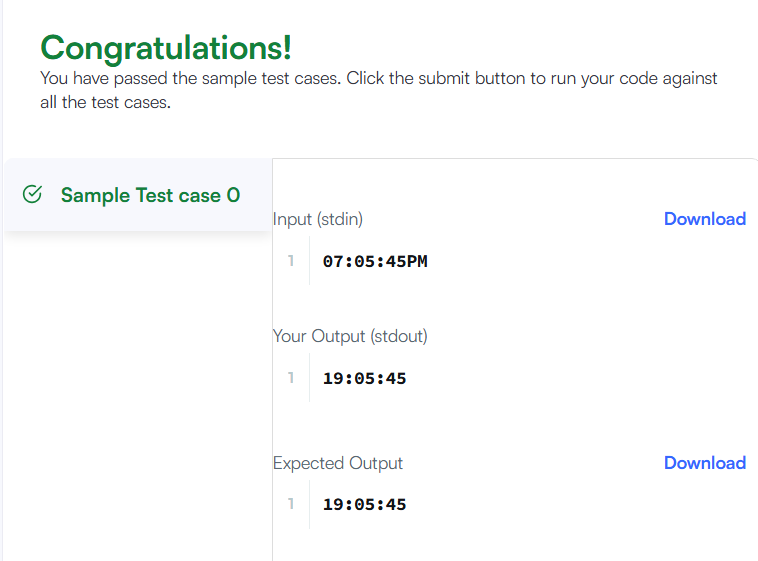 Congratulations!
You have passed the sample test cases. Click the submit button to run your code against
all the test cases.
Sample Test case 0
Input (stdin)
Download
1
07:05:45PM
Your Output (stdout)
1
19:05:45
Expected Output
Download
1
19:05:45